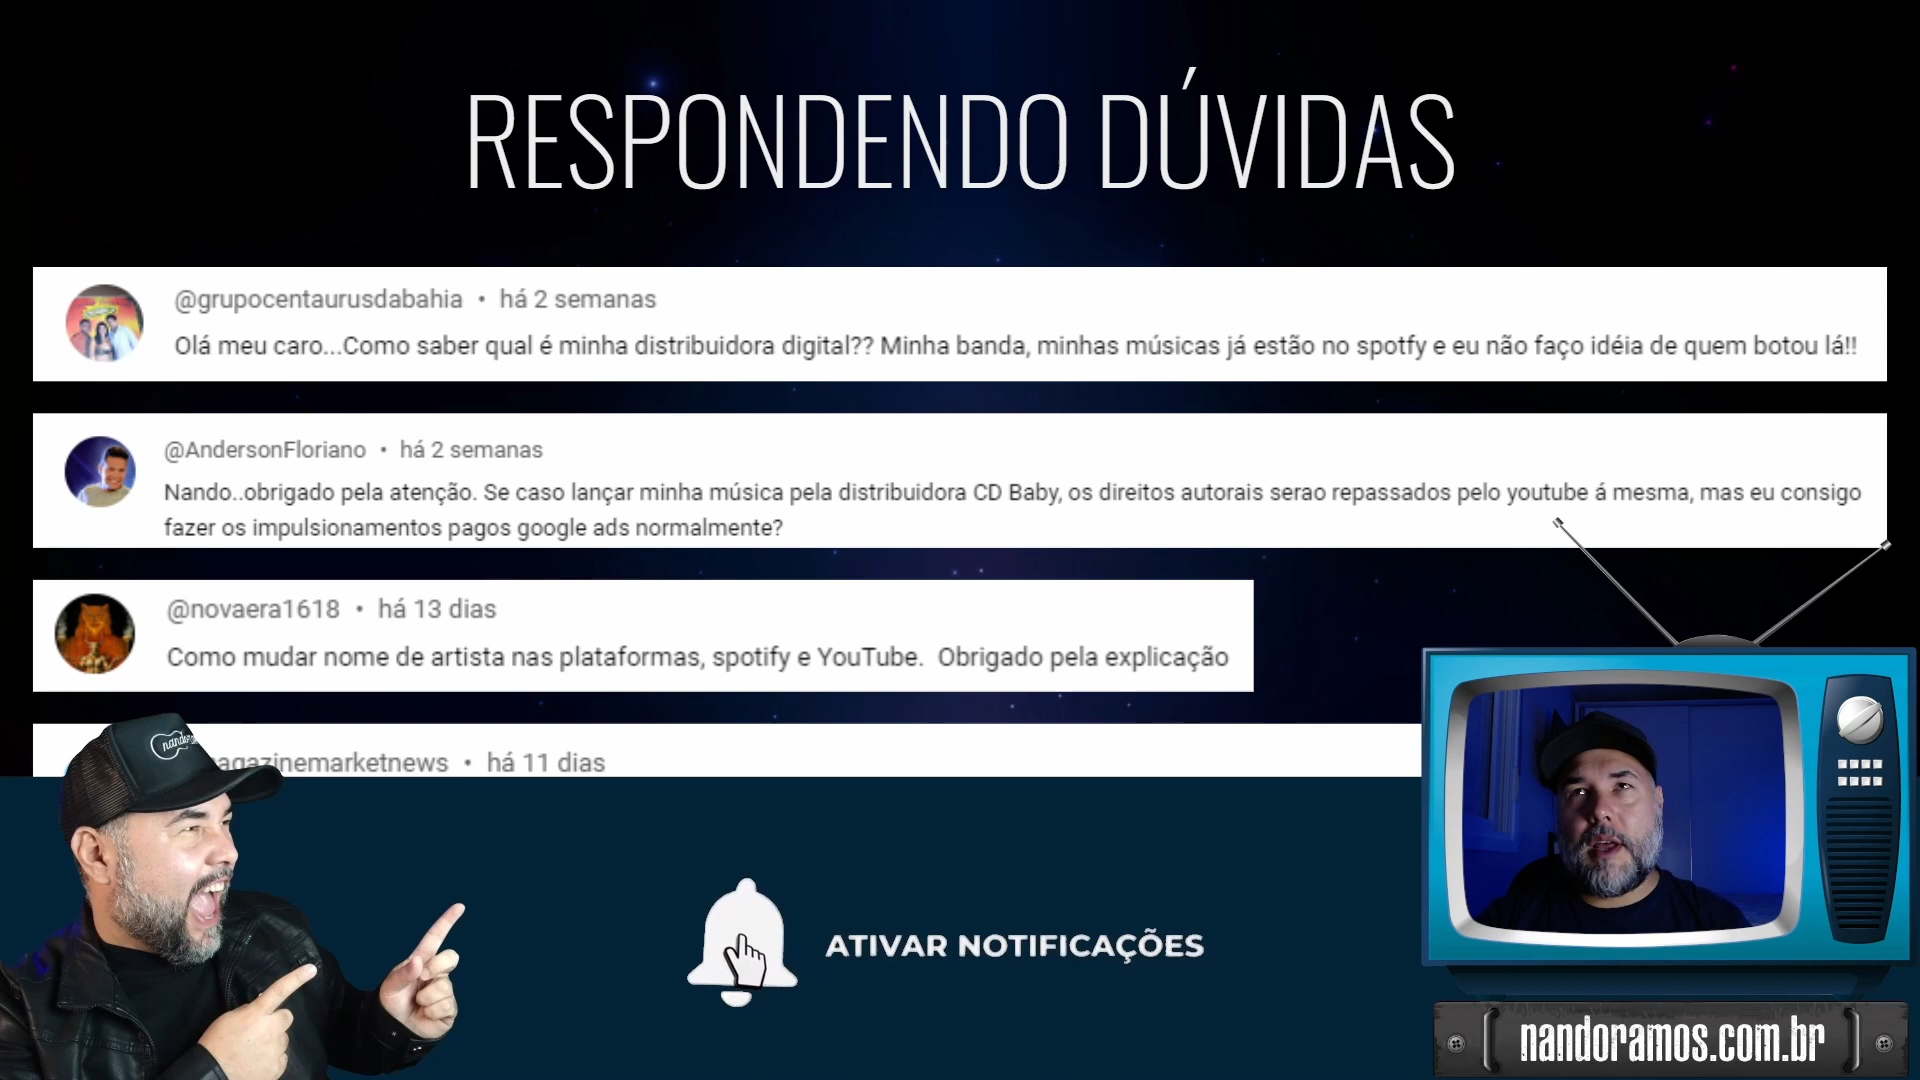 RESPONDENDO DÚVIDAS
@grupocentaurusdabahia • há 2 semanas
Olá meu caro...Como saber qual é minha distribuidora digital?? Minha banda, minhas músicas já estão no spotfy e eu não faço idéia de quem botou lá!!
@AndersonFloriano • há 2 semanas
Nando..obrigado pela atenção. Se caso lançar minha música pela distribuidora CD Baby, os direitos autorais serao repassados pelo youtube á mesma, mas eu consigo
fazer os impulsionamentos pagos google ads normalmente?
@novaera1618 • há 13 dias
Como mudar nome de artista nas plataformas, spotify e YouTube. Obrigado pela explicação
agazinemarketnews • há 11 dias
ATIVAR NOTIFICAÇÕES
nandoramos.com.br